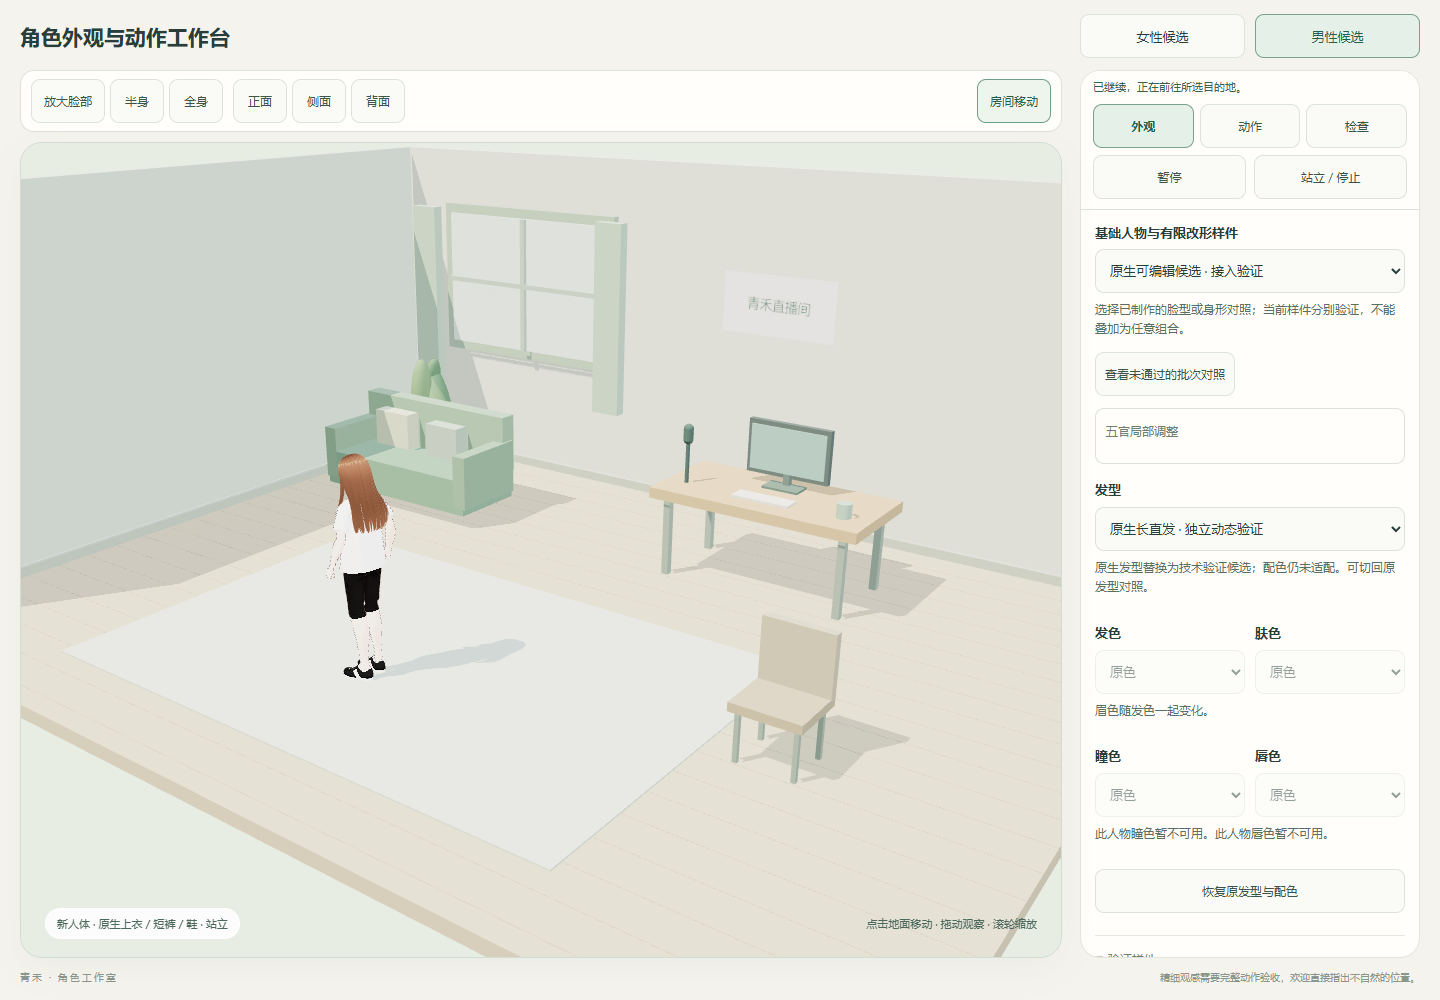 角色外观与动作工作台
女性候选
男性候选
放大脸部
半身
全身
正面
侧面
背面
房间移动
已继续，正在前往所选目的地。
外观
动作
检查
暂停
站立 / 停止
基础人物与有限改形样件
原生可编辑候选 · 接入验证
选择已制作的脸型或身形对照；当前样件分别验证，不能
叠加为任意组合。
查看未通过的批次对照
五官局部调整
发型
原生长直发 · 独立动态验证
原生发型替换为技术验证候选；配色仍未适配。可切回原
发型对照。
发色
肤色
原色
原色
眉色随发色一起变化。
瞳色
唇色
原色
原色
此人物瞳色暂不可用。此人物唇色暂不可用。
恢复原发型与配色
青禾直播间
新人体 · 原生上衣 / 短裤 / 鞋 · 站立
点击地面移动 · 拖动观察 · 滚轮缩放
青禾 · 角色工作室
精细观感需要完整动作验收，欢迎直接指出不自然的位置。